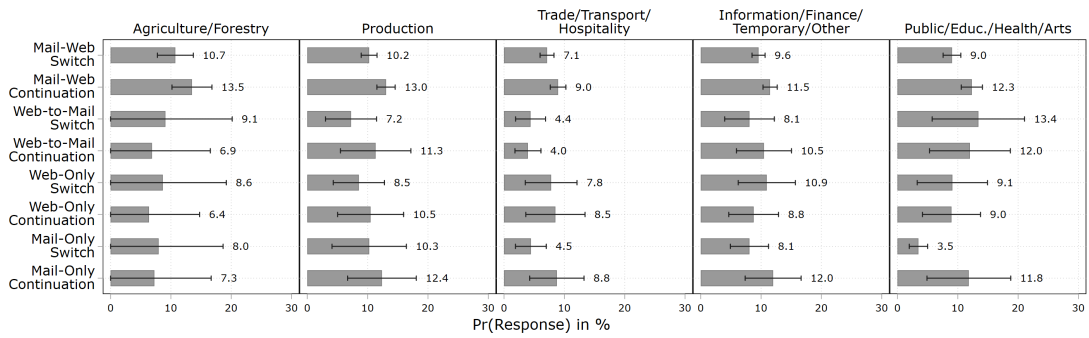 Agriculture/Forestry
Production
Trade/Transport/
Hospitality
Information/Finance/
Temporary/Other
Public/Educ./Health/Arts
Mail-Web
Switch
10.7
10.2
7.1
9.6
9.0
Mail-Web
Continuation
13.5
13.0
9.0
11.5
12.3
Web-to-Mail
Switch
9.1
7.2
4.4
8.1
13.4
Web-to-Mail
Continuation
6.9
11.3
4.0
10.5
12.0
Web-Only
Switch
8.6
8.5
7.8
10.9
9.1
Web-Only
Continuation
6.4
10.5
8.5
8.8
9.0
Mail-Only
Switch
8.0
10.3
4.5
8.1
3.5
Mail-Only
Continuation
7.3
12.4
8.8
12.0
11.8
0 10 20 30 0 10 20 30 0 10 20 30 0 10 20 30 0 10 20 30
Pr(Response) in %